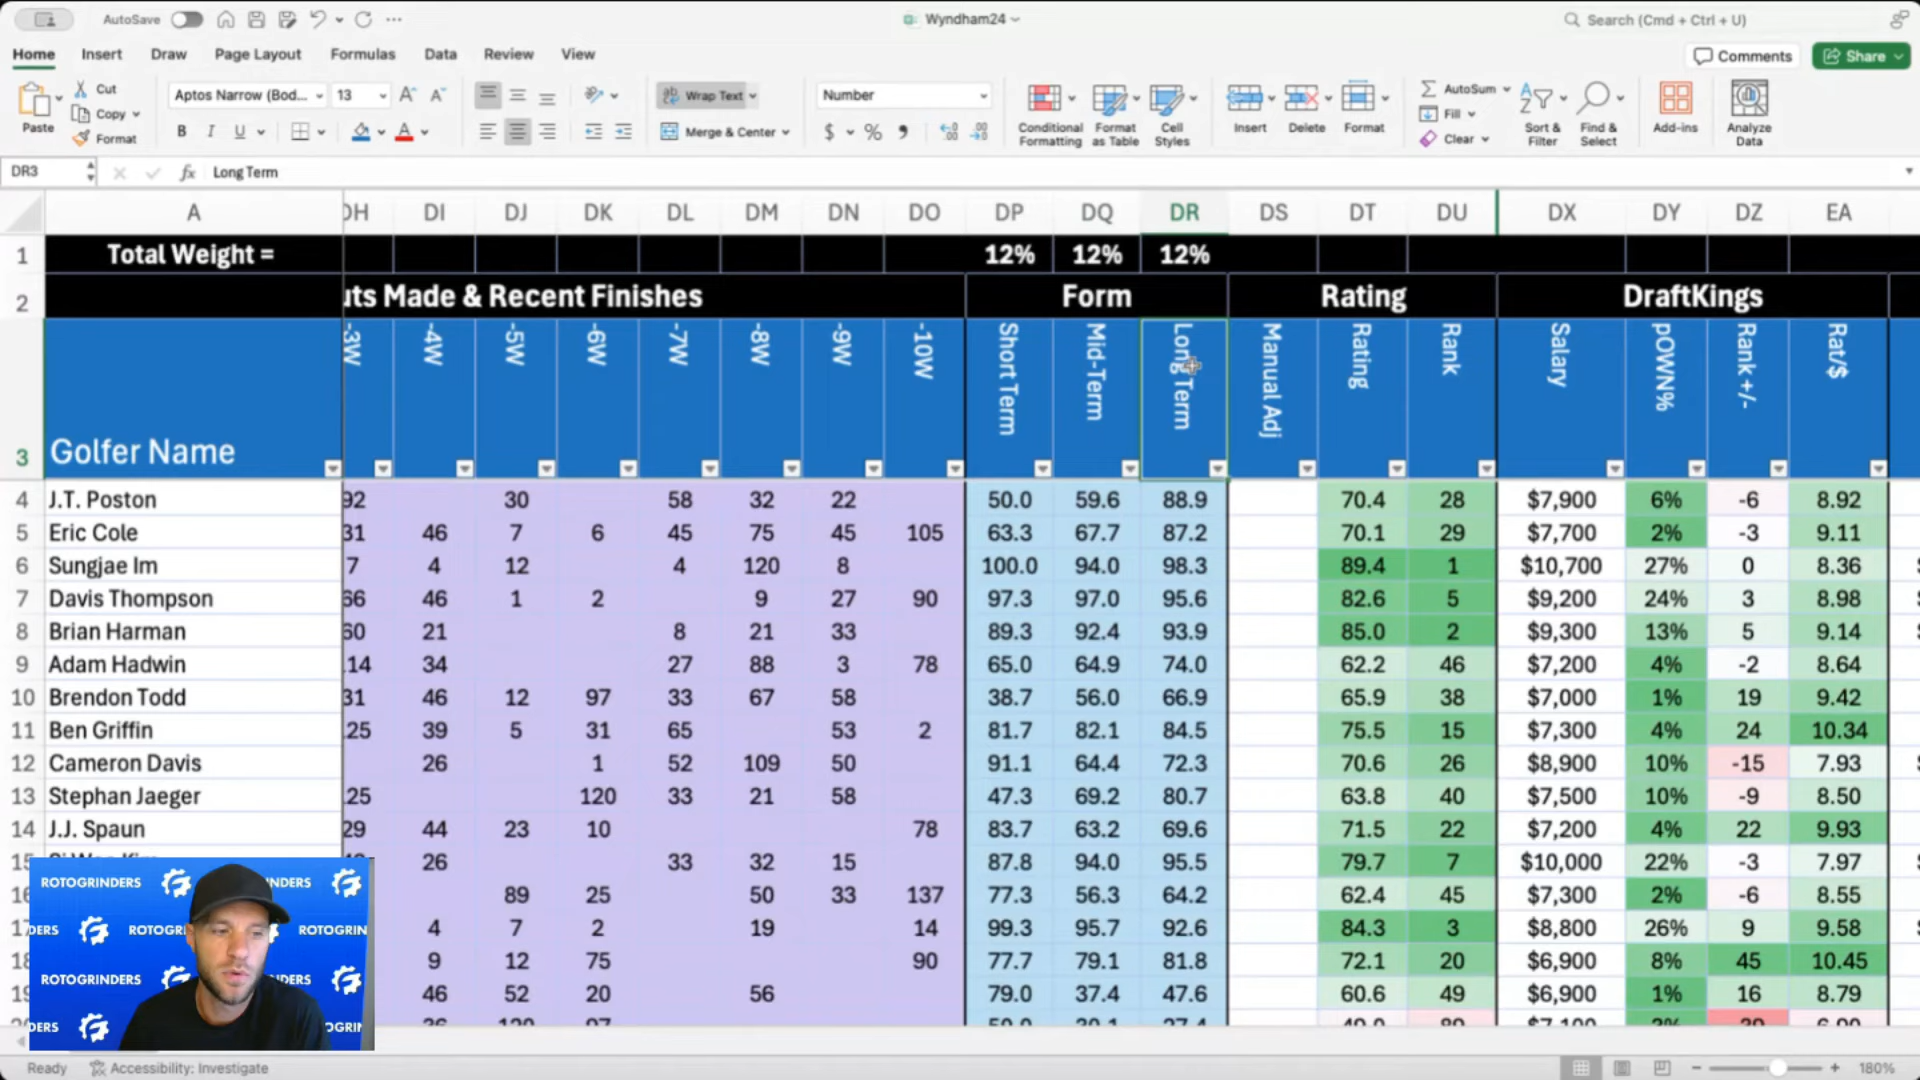 AutoSave
Wyndham24
Search (Cmd + Ctrl + U)
Home Insert Draw Page Layout Formulas Data Review View
Comments Share
Paste Cut Copy Format
Aptos Narrow (Bod... 13
B I U
Wrap Text
Merge & Center
Number
$ % 9
Conditional Formatting
Format as Table
Cell Styles
Insert Delete Format
AutoSum
Fill
Clear
Sort & Filter
Find & Select
Add-ins
Analyze Data
DR3 fx Long Term
A DH DI DJ DK DL DM DN DO DP DQ DR DS DT DU DX DY DZ EA
1 Total Weight = 12% 12% 12%
2 uts Made & Recent Finishes Form Rating DraftKings
3 Golfer Name -3W -4W -5W -6W -7W -8W -9W -10W Short Term Mid-Term Long Term Manual Adj Rating Rank Salary pOWN% Rank +/- Rat/$
4 J.T. Poston 92 30 58 32 22 50.0 59.6 88.9 70.4 28 $7,900 6% -6 8.92
5 Eric Cole 31 46 7 6 45 75 45 105 63.3 67.7 87.2 70.1 29 $7,700 2% -3 9.11
6 Sungjae Im 7 4 12 4 120 8 100.0 94.0 98.3 89.4 1 $10,700 27% 0 8.36
7 Davis Thompson 66 46 1 2 9 27 90 97.3 97.0 95.6 82.6 5 $9,200 24% 3 8.98
8 Brian Harman 60 21 8 21 33 89.3 92.4 93.9 85.0 2 $9,300 13% 5 9.14
9 Adam Hadwin 14 34 27 88 3 78 65.0 64.9 74.0 62.2 46 $7,200 4% -2 8.64
10 Brendon Todd 31 46 12 97 33 67 58 38.7 56.0 66.9 65.9 38 $7,000 1% 19 9.42
11 Ben Griffin 25 39 5 31 65 53 2 81.7 82.1 84.5 75.5 15 $7,300 4% 24 10.34
12 Cameron Davis 26 1 52 109 50 91.1 64.4 72.3 70.6 26 $8,900 10% -15 7.93
13 Stephan Jaeger 25 120 33 21 58 47.3 69.2 80.7 63.8 40 $7,500 10% -9 8.50
14 J.J. Spaun 29 44 23 10 78 83.7 63.2 69.6 71.5 22 $7,200 4% 22 9.93
15 26 33 32 15 87.8 94.0 95.5 79.7 7 $10,000 22% -3 7.97
16 89 25 50 33 137 77.3 56.3 64.2 62.4 45 $7,300 2% -6 8.55
17 4 7 2 19 14 99.3 95.7 92.6 84.3 3 $8,800 26% 9 9.58
18 9 12 75 90 77.7 79.1 81.8 72.1 20 $6,900 8% 45 10.45
19 46 52 20 56 79.0 37.4 47.6 60.6 49 $6,900 1% 16 8.79
ROTOGRINDERS NDERS
DERS ROTOGR ROTOGRIN
ROTOGRINDERS NDERS
DERS OGRIN
Ready Accessibility: Investigate 180%